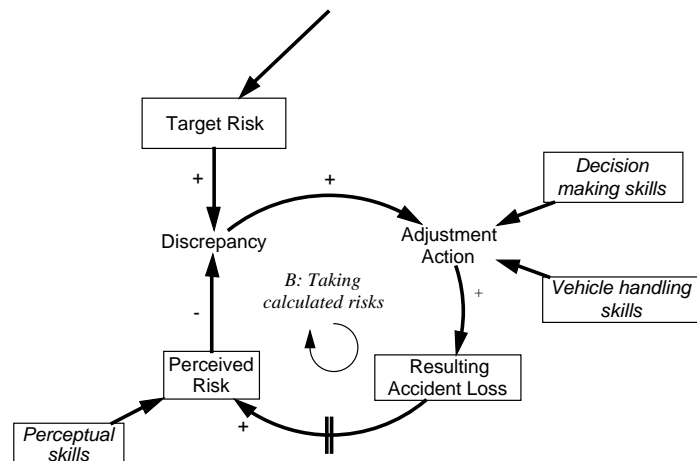 Target Risk
+
+
Decision
making skills
Discrepancy
Adjustment
Action
B: Taking
calculated risks
+
Vehicle handling
skills
-
Perceived
Risk
Resulting
Accident Loss
+
Perceptual
skills